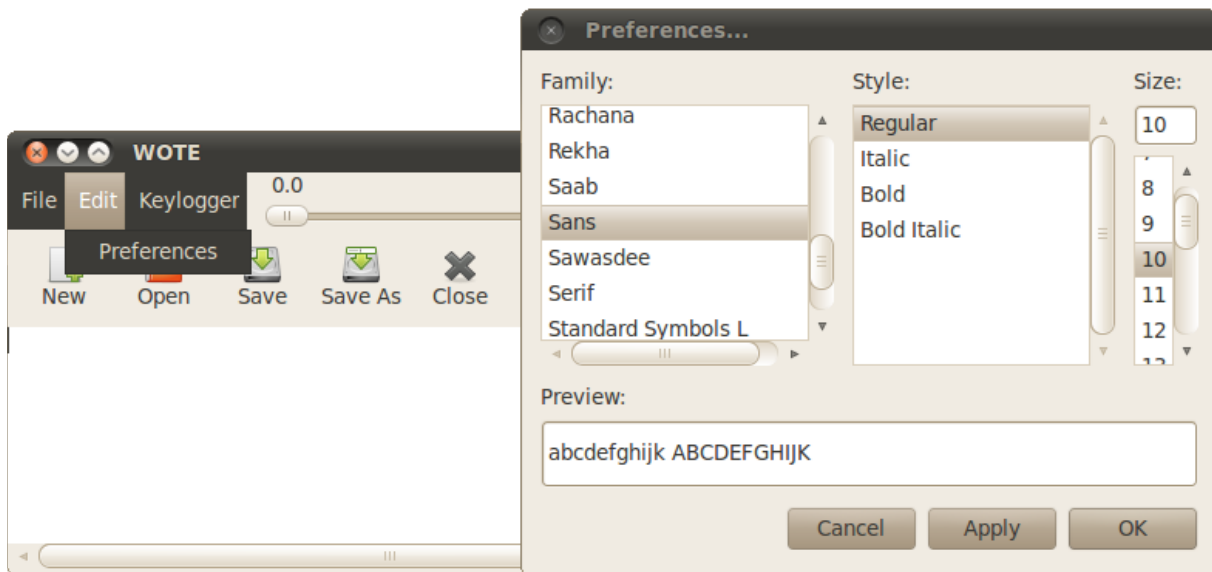 WOTE
File Edit Keylogger
0.0
Preferences
New Open Save Save As Close
Preferences...
Family:
Rachana
Rekha
Saab
Sans
Sawasdee
Serif
Standard Symbols L
Style:
Regular
Italic
Bold
Bold Italic
Size:
10
8
9
10
11
12
Preview:
abcdefghijk ABCDEFGHIJK
Cancel Apply OK